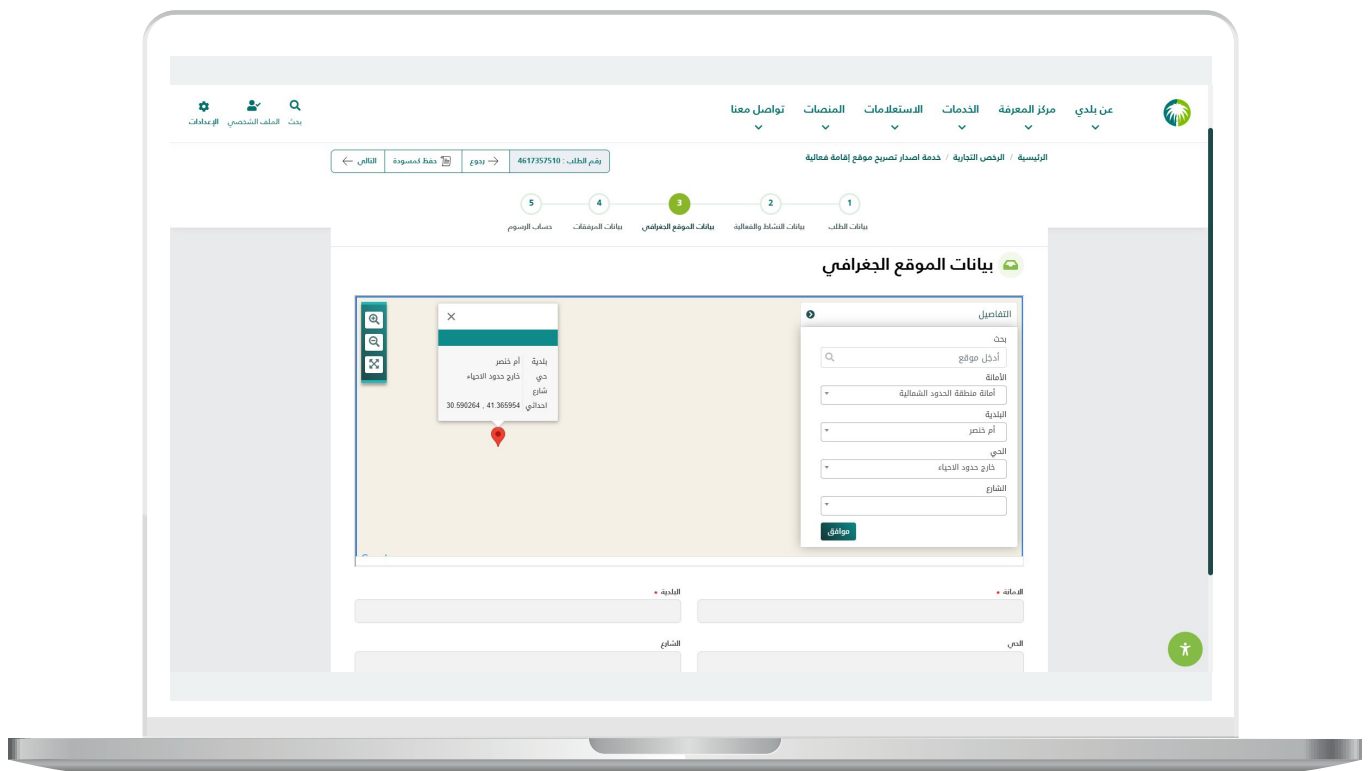 عن بلدي مركز المعرفة الخدمات الاستعلامات المنصات تواصل معنا
بحث الملف الشخصي الإعدادات
الرئيسية / الرخص التجارية / خدمة اصدار تصريح موقع إقامة فعالية
رقم الطلب : 4617357510
رجوع
حفظ كمسودة
التالي
1 2 3 4 5
بيانات الطلب بيانات النشاط والفعالية بيانات الموقع الجغرافي بيانات المرفقات حساب الرسوم
بيانات الموقع الجغرافي
التفاصيل
بحث
أدخل موقع
الأمانة
أمانة منطقة الحدود الشمالية
البلدية
أم خنصر
الحي
خارج حدود الاحياء
الشارع
موافق
بلدية أم خنصر
حي خارج حدود الاحياء
شارع
احداثي 30.590264 , 41.365954
الامانة •
البلدية •
الحي
الشارع